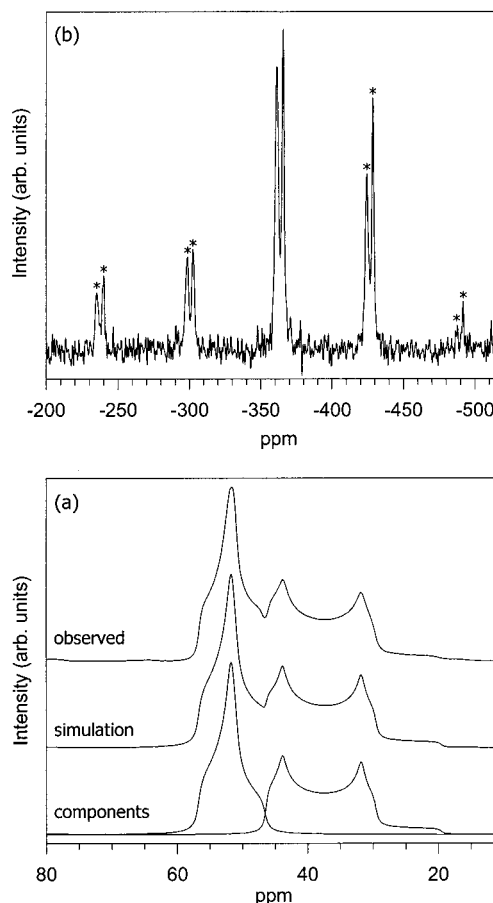 (b)
Intensity (arb. units)
* * * * * * * *
-200 -250 -300 -350 -400 -450 -500
ppm
(a)
Intensity (arb. units)
observed
simulation
components
80 60 40 20
ppm